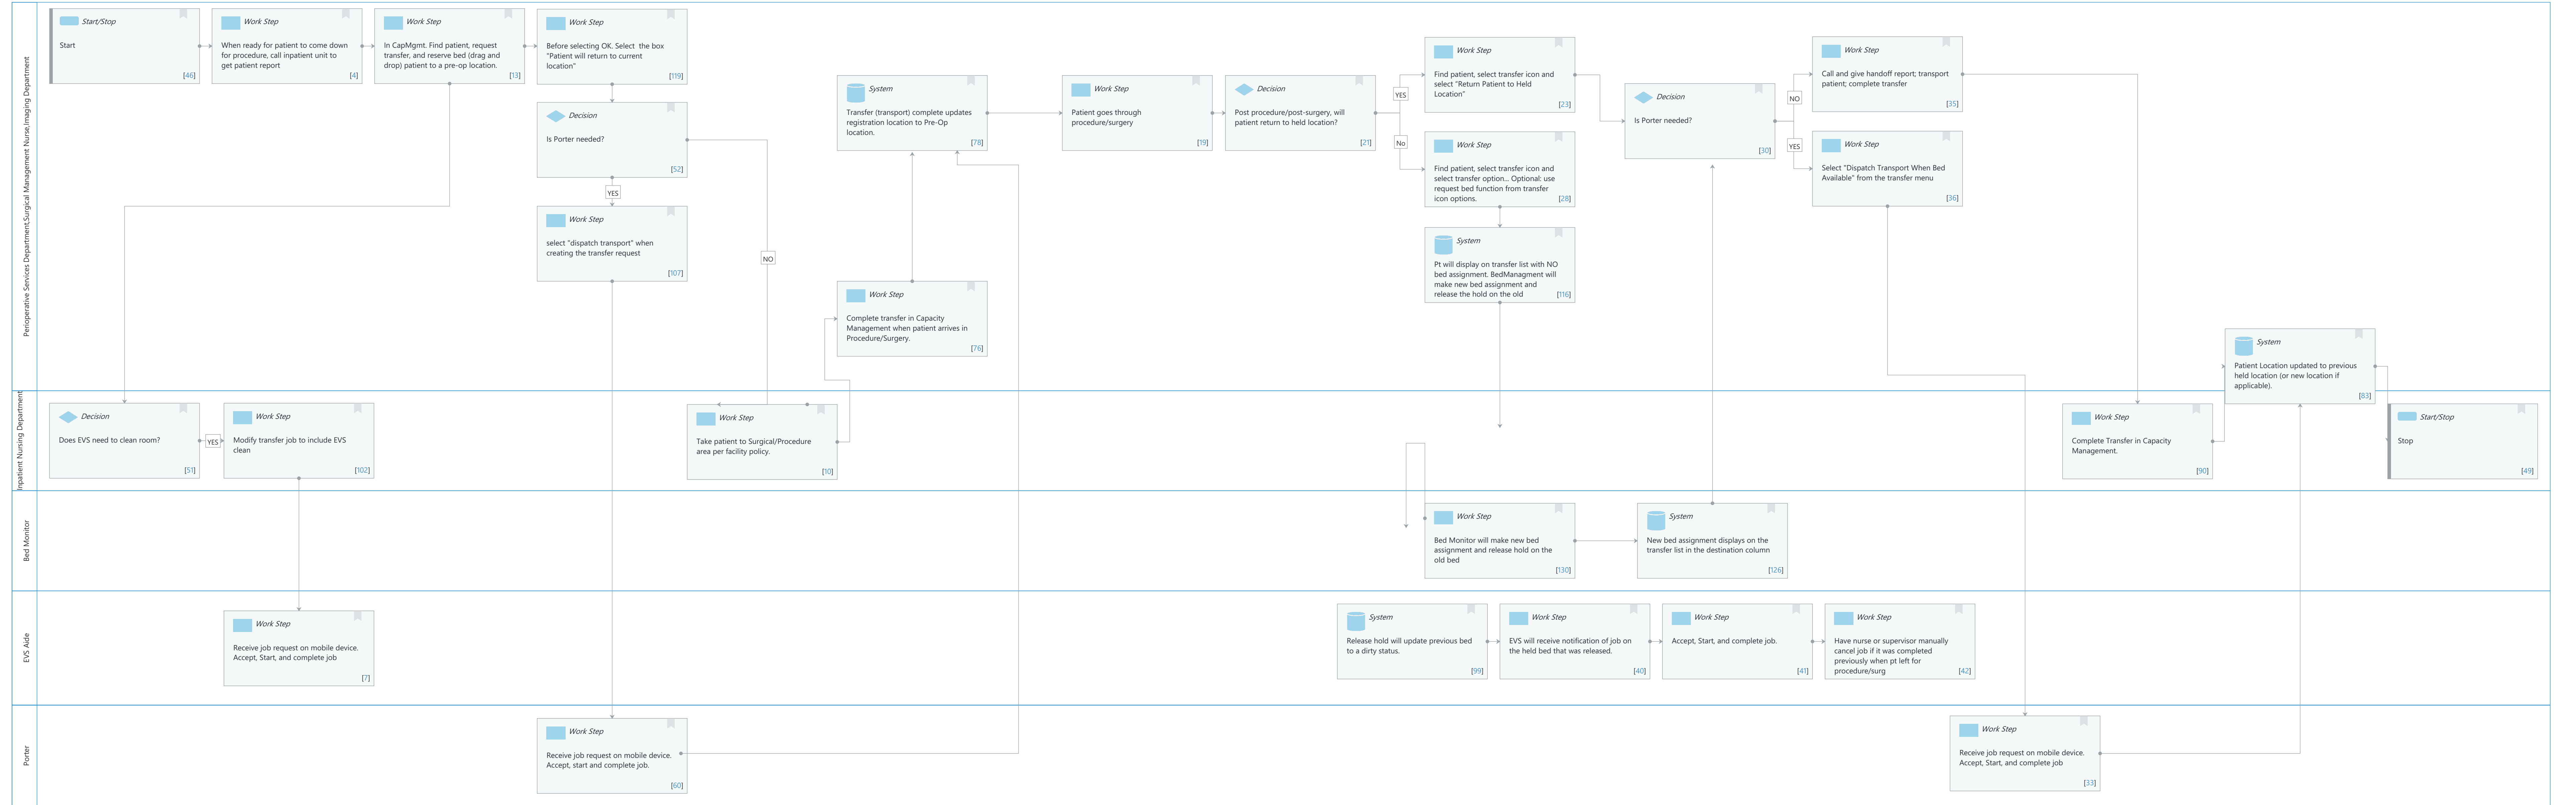 Perioperative Services Department,Surgical Management Nurse,Imaging Department
Start/Stop
Start
[46]
Work Step
When ready for patient to come down
for procedure, call inpatient unit to
get patient report
[4]
Work Step
In CapMgmt. Find patient, request
transfer, and reserve bed (drag and
drop) patient to a pre-op location.
[13]
Work Step
Before selecting OK. Select the box
"Patient will return to current
location"
[119]
Decision
Is Porter needed?
[52]
YES
NO
Work Step
select "dispatch transport" when
creating the transfer request
[107]
System
Transfer (transport) complete updates
registration location to Pre-Op
location.
[78]
Work Step
Complete transfer in Capacity
Management when patient arrives in
Procedure/Surgery.
[76]
Work Step
Patient goes through
procedure/surgery
[19]
Decision
Post procedure/post-surgery, will
patient return to held location?
[21]
YES
No
Work Step
Find patient, select transfer icon and
select "Return Patient to Held
Location"
[23]
Work Step
Find patient, select transfer icon and
select transfer option... Optional: use
request bed function from transfer
icon options.
[28]
System
Pt will display on transfer list with NO
bed assignment. BedManagment will
make new bed assignment and
release the hold on the old
[116]
Decision
Is Porter needed?
[30]
NO
YES
Work Step
Call and give handoff report; transport
patient; complete transfer
[35]
Work Step
Select "Dispatch Transport When Bed
Available" from the transfer menu
[36]
System
Patient Location updated to previous
held location (or new location if
applicable).
[83]
Inpatient Nursing Department
Decision
Does EVS need to clean room?
[51]
YES
Work Step
Modify transfer job to include EVS
clean
[102]
Work Step
Take patient to Surgical/Procedure
area per facility policy.
[10]
Work Step
Complete Transfer in Capacity
Management.
[90]
Start/Stop
Stop
[49]
Bed Monitor
Work Step
Bed Monitor will make new bed
assignment and release hold on the
old bed
[130]
System
New bed assignment displays on the
transfer list in the destination column
[126]
EVS Aide
Work Step
Receive job request on mobile device.
Accept, Start, and complete job
[7]
System
Release hold will update previous bed
to a dirty status.
[99]
Work Step
EVS will receive notification of job on
the held bed that was released.
[40]
Work Step
Accept, Start, and complete job.
[41]
Work Step
Have nurse or supervisor manually
cancel job if it was completed
previously when pt left for
procedure/surg
[42]
Porter
Work Step
Receive job request on mobile device.
Accept, start and complete job.
[60]
Work Step
Receive job request on mobile device.
Accept, Start, and complete job
[33]